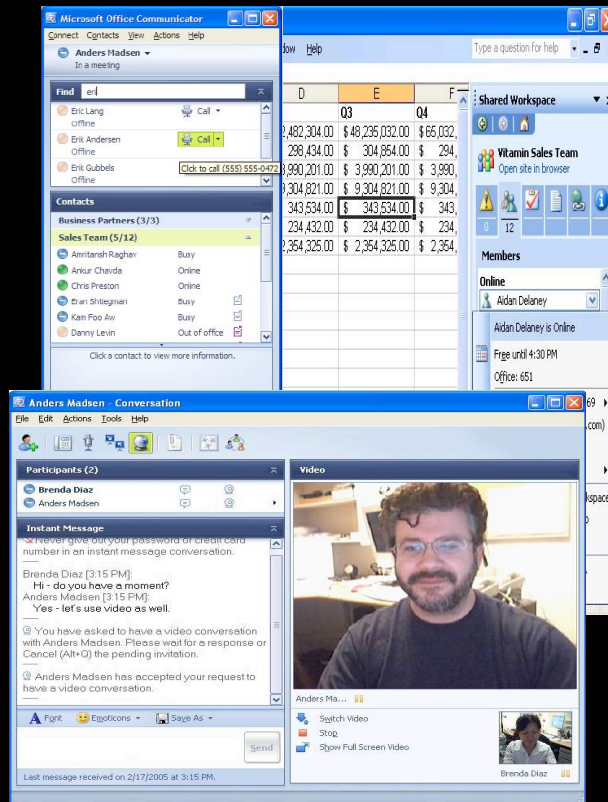 Microsoft Office Communicator
Connect Contacts View Actions Help
Anders Madsen
In a meeting
Find eri
Eric Lang Call
Offline
Erik Andersen Call
Offline
Click to call (555) 555-0472
Erik Gubbels
Offline
Contacts
Business Partners (3/3)
Sales Team (5/12)
Amritansh Raghav Busy
Ankur Chavda Online
Chris Preston Online
Eran Shtiegman Busy
Kam Foo Aw Busy
Danny Levin Out of office
Click a contact to view more information.
Help
Type a question for help
D E F
Q3 Q4
2,482,304.00 $ 48,235,032.00 $ 65,032,
298,434.00 $ 304,854.00 $ 294,
3,990,201.00 $ 3,990,201.00 $ 3,990,
9,304,821.00 $ 9,304,821.00 $ 9,304,
343,534.00 $ 343,534.00 $ 343,
234,432.00 $ 234,432.00 $ 234,
2,354,325.00 $ 2,354,325.00 $ 2,354,
Shared Workspace
Vitamin Sales Team
Open site in browser
0 12
Members
Online
Aidan Delaney
Aidan Delaney is Online
Free until 4:30 PM
Office: 651
69
.com)
Anders Madsen - Conversation
File Edit Actions Tools Help
Participants (2)
Brenda Diaz
Anders Madsen
Instant Message
Never give out your password or credit card
number in an instant message conversation.
Brenda Diaz [3:15 PM]:
Hi - do you have a moment?
Anders Madsen [3:15 PM]:
Yes - let's use video as well.
You have asked to have a video conversation
with Anders Madsen. Please wait for a response or
Cancel (Alt+Q) the pending invitation.
Anders Madsen has accepted your request to
have a video conversation.
Font Emoticons Save As
Send
Last message received on 2/17/2005 at 3:15 PM.
Video
Anders Ma...
Switch Video
Stop
Show Full Screen Video
Brenda Diaz